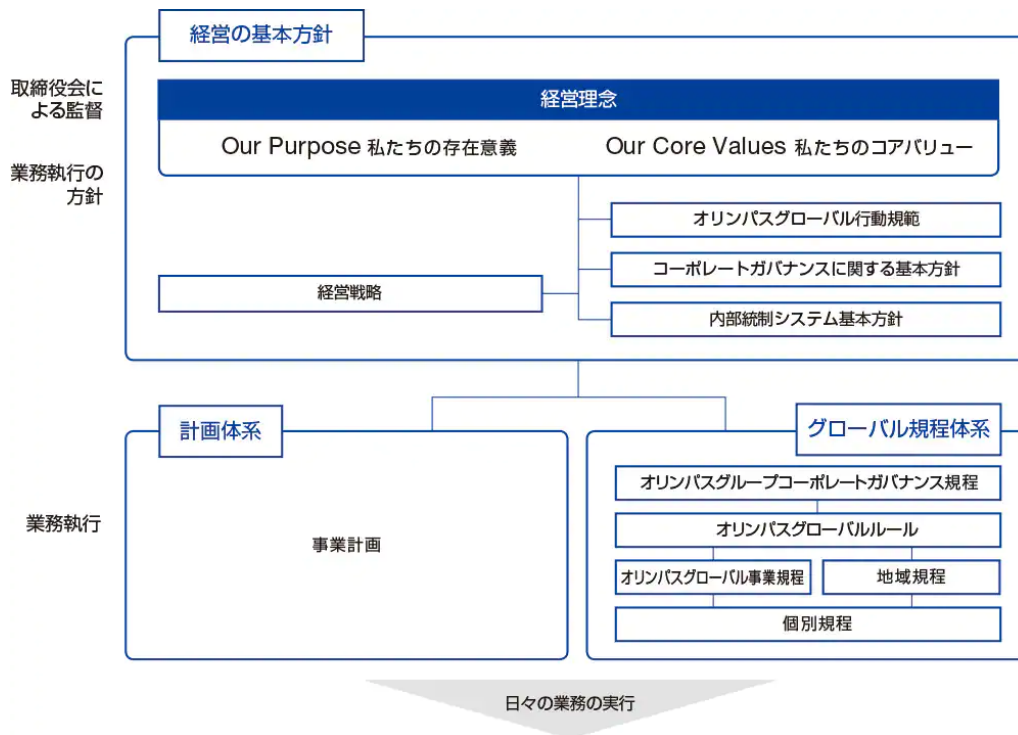 経営の基本方針
取締役会に
よる監督
経営理念
Our Purpose 私たちの存在意義
Our Core Values 私たちのコアバリュー
業務執行の
方針
オリンパスグローバル行動規範
コーポレートガバナンスに関する基本方針
経営戦略
内部統制システム基本方針
計画体系
グローバル規程体系
オリンパスグループコーポレートガバナンス規程
業務執行
オリンパスグローバルルール
事業計画
オリンパスグローバル事業規程
地域規程
個別規程
日々の業務の実行